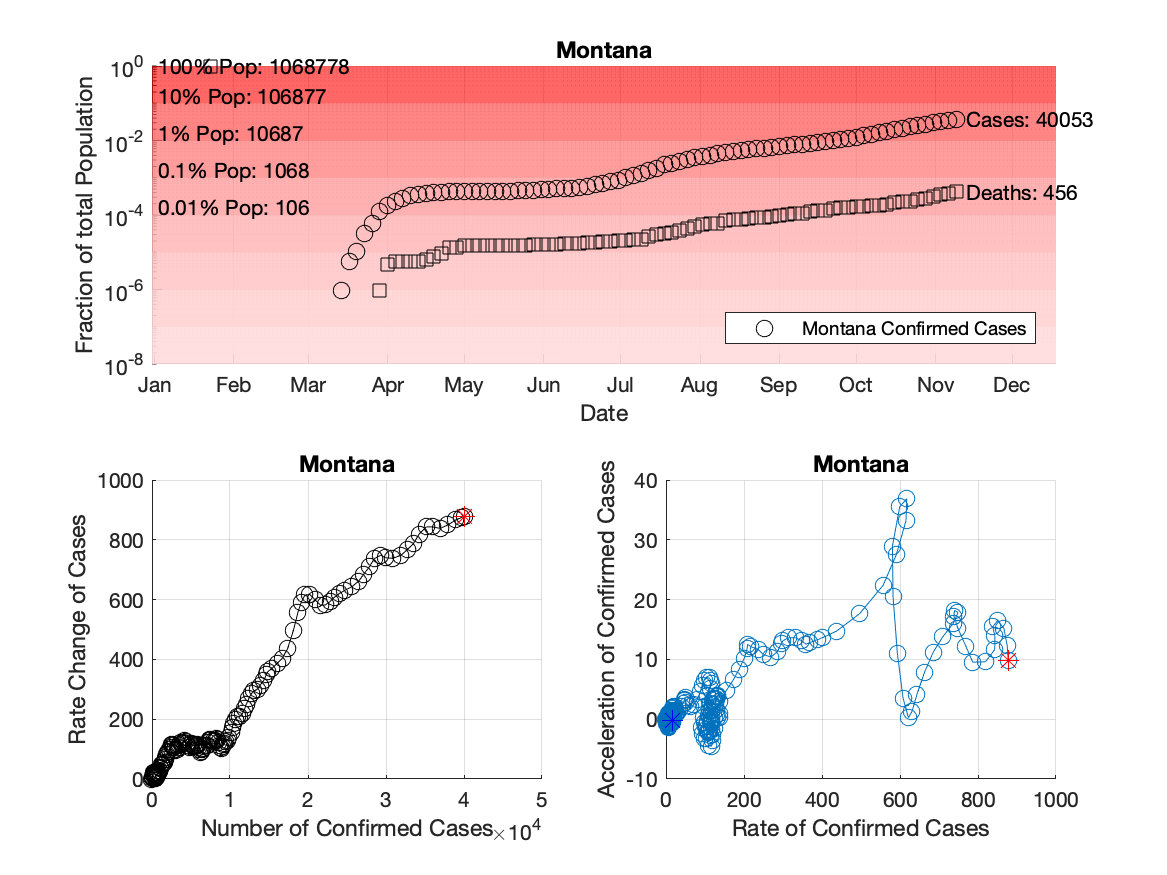 Montana
10^0
10^-2
10^-4
10^-6
10^-8
Fraction of total Population
100% Pop: 1068778
10% Pop: 106877
1% Pop: 10687
0.1% Pop: 1068
0.01% Pop: 106
Cases: 40053
Deaths: 456
Montana Confirmed Cases
Jan Feb Mar Apr May Jun Jul Aug Sep Oct Nov Dec
Date
Montana
1000
800
600
400
200
0
Rate Change of Cases
0 1 2 3 4 5
Number of Confirmed Cases
×10^4
Montana
40
30
20
10
0
-10
Acceleration of Confirmed Cases
0 200 400 600 800 1000
Rate of Confirmed Cases